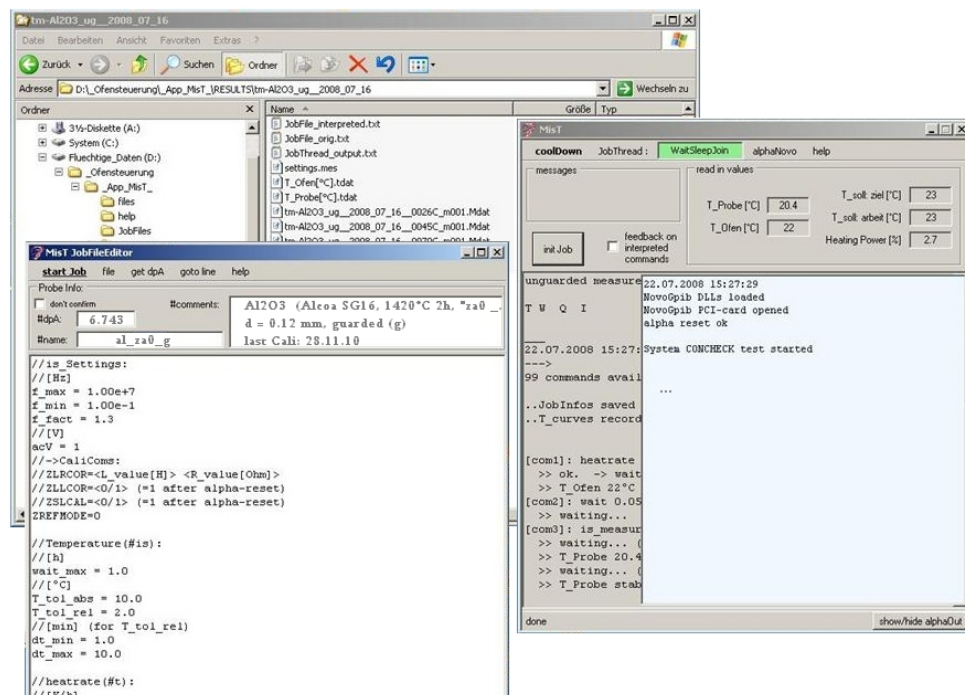 tm-Al2O3_ug__2008_07_16
Datei Bearbeiten Ansicht Favoriten Extras ?
Zurück Suchen Ordner
Adresse D:\_Ofensteuerung\_App_MisT_\RESULTS\tm-Al2O3_ug__2008_07_16 Wechseln zu
Ordner
3½-Diskette (A:)
System (C:)
Fluechtige_Daten (D:)
_Ofensteuerung
_App_MisT_
files
help
JobFiles
Name Größe Typ
JobFile_interpreted.txt
JobFile_orig.txt
JobThread_output.txt
settings.mes
T_Ofen[°C].tdat
T_Probe[°C].tdat
tm-Al2O3_ug__2008_07_16__0026C_m001.Mdat
tm-Al2O3_ug__2008_07_16__0045C_m001.Mdat
MisT JobFileEditor
start Job file get dpA goto line help
Probe Info:
don't confirm
#dpA: 6.743
#name: al_za0_g
#comments:
Al2O3 (Alcoa SG16, 1420°C 2h, "za0 _
d = 0.12 mm, guarded (g)
last Cali: 28.11.10
//is_Settings:
//[Hz]
f_max = 1.00e+7
f_min = 1.00e-1
f_fact = 1.3
//[V]
acV = 1
//->CaliComs:
//ZLRCOR=<L_value[H]> <R_value[Ohm]>
//ZLLCOR=<0/1> (=1 after alpha-reset)
//ZSLCAL=<0/1> (=1 after alpha-reset)
ZREFMODE=0
//Temperature(#is):
//[h]
wait_max = 1.0
//[°C]
T_tol_abs = 10.0
T_tol_rel = 2.0
//[min] (for T_tol_rel)
dt_min = 1.0
dt_max = 10.0
//heatrate(#t):
MisT
coolDown JobThread : WaitSleepJoin alphaNovo help
messages
init Job
feedback on
interpreted
commands
read in values
T_Probe [°C] 20.4
T_Ofen [°C] 22
T_soll: ziel [°C] 23
T_soll: arbeit [°C] 23
Heating Power [%] 2.7
unguarded measure
T W Q I
22.07.2008 15:27:
--->
99 commands avail
..JobInfos saved
..T_curves record
[com1]: heatrate
>> ok. -> wait
>> T_Ofen 22°C
[com2]: wait 0.05
>> waiting...
[com3]: is_measur
>> waiting... (
>> T_Probe 20.4
>> waiting... (
>> T_Probe stab
22.07.2008 15:27:29
NovoGpib DLLs loaded
NovoGpib PCI-card opened
alpha reset ok
System CONCHECK test started
...
done
show/hide alphaOut